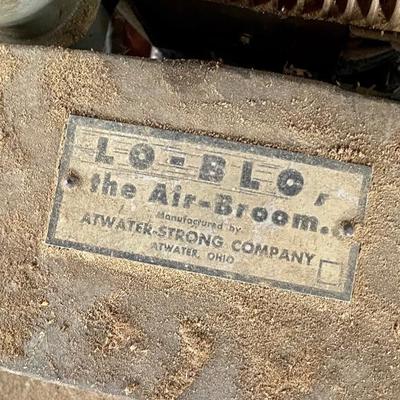 LO-BLO,
the Air-Broom...
Manufactured by
ATWATER-STRONG COMPANY
ATWATER, OHIO